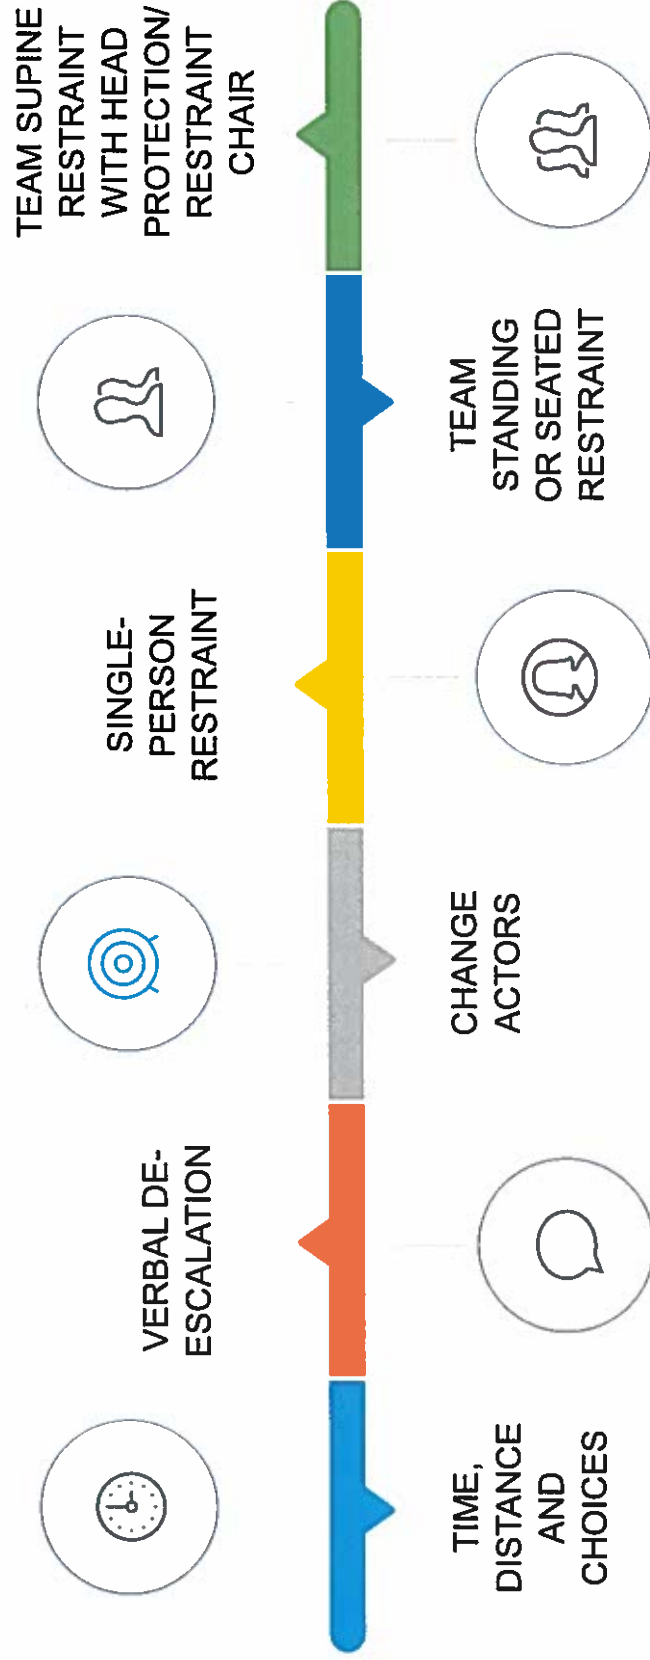 TIME,
DISTANCE
AND
CHOICES
VERBAL DE-
ESCALATION
CHANGE
ACTORS
SINGLE-
PERSON
RESTRAINT
TEAM
STANDING
OR SEATED
RESTRAINT
TEAM SUPINE
RESTRAINT
WITH HEAD
PROTECTION/
RESTRAINT
CHAIR